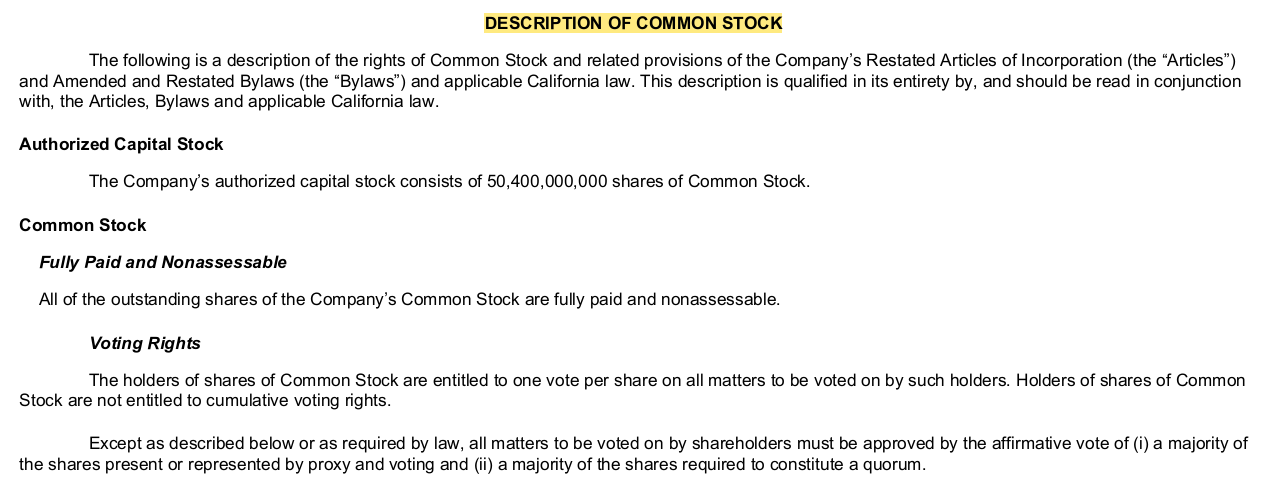 DESCRIPTION OF COMMON STOCK
The following is a description of the rights of Common Stock and related provisions of the Company’s Restated Articles of Incorporation (the “Articles”)
and Amended and Restated Bylaws (the “Bylaws”) and applicable California law. This description is qualified in its entirety by, and should be read in conjunction
with, the Articles, Bylaws and applicable California law.
Authorized Capital Stock
The Company’s authorized capital stock consists of 50,400,000,000 shares of Common Stock.
Common Stock
Fully Paid and Nonassessable
All of the outstanding shares of the Company’s Common Stock are fully paid and nonassessable.
Voting Rights
The holders of shares of Common Stock are entitled to one vote per share on all matters to be voted on by such holders. Holders of shares of Common
Stock are not entitled to cumulative voting rights.
Except as described below or as required by law, all matters to be voted on by shareholders must be approved by the affirmative vote of (i) a majority of
the shares present or represented by proxy and voting and (ii) a majority of the shares required to constitute a quorum.